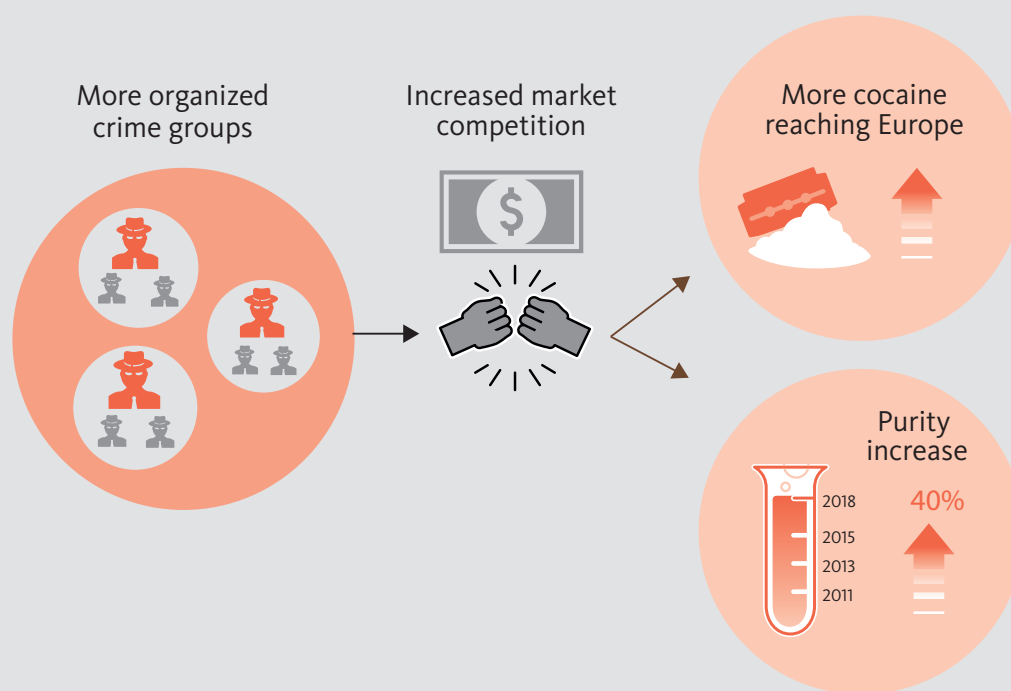 More organized
crime groups
Increased market
competition
$
More cocaine
reaching Europe
Purity
increase
40%
2018
2015
2013
2011